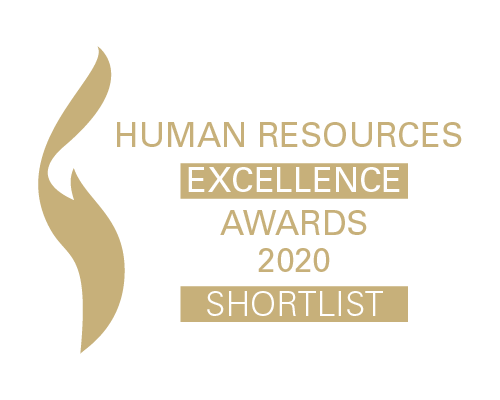 HUMAN RESOURCES
EXCELLENCE
AWARDS
2020
SHORTLIST